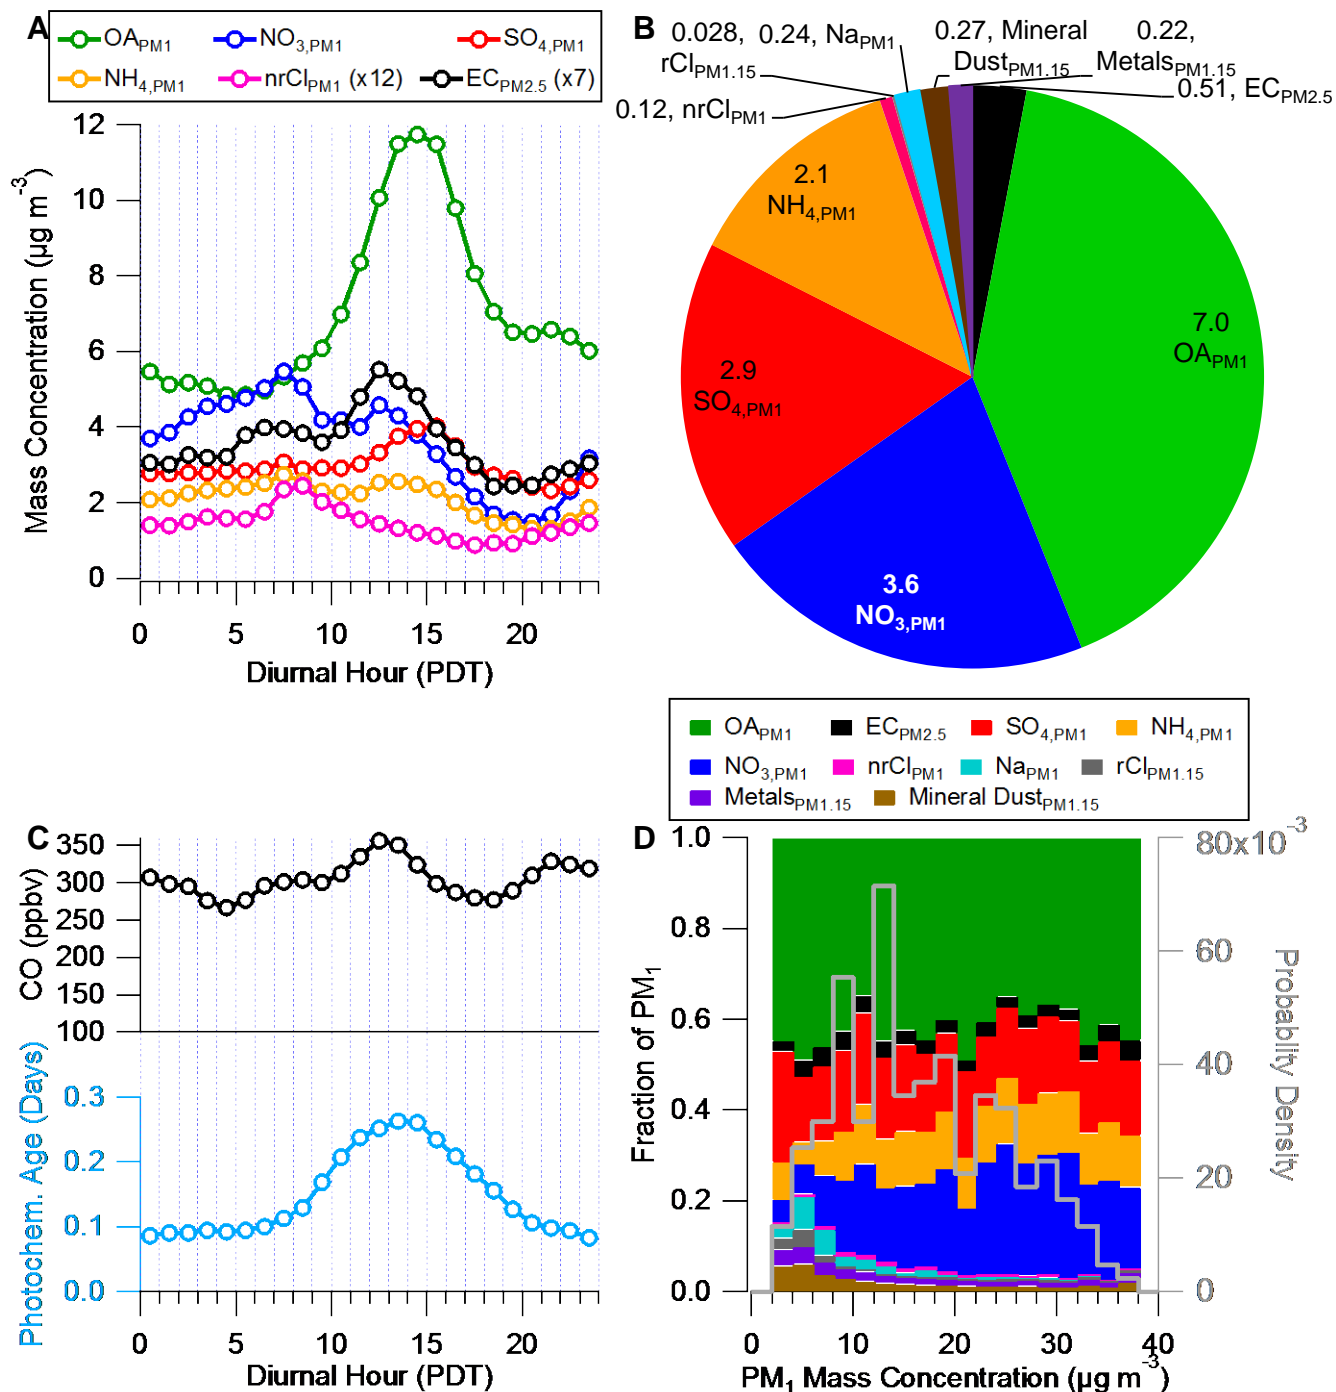 A
OA PM1 NO3,PM1 SO4,PM1
NH4,PM1 nrClPM1 (x12) ECPM2.5 (x7)
12
10
8
6
4
2
0
Mass Concentration (µg m-3)
0 5 10 15 20
Diurnal Hour (PDT)
B
0.028, rClPM1.15
0.24, NaPM1
0.27, Mineral
DustPM1.15
0.22,
MetalsPM1.15
0.12, nrClPM1
0.51, ECPM2.5
2.1
NH4,PM1
7.0
OAPM1
2.9
SO4,PM1
3.6
NO3,PM1
C
350
300
250
200
150
100
CO (ppbv)
0.3
0.2
0.1
0.0
Photochem. Age (Days)
0 5 10 15 20
Diurnal Hour (PDT)
OAPM1 ECPM2.5 SO4,PM1 NH4,PM1
NO3,PM1 nrClPM1 NaPM1 rClPM1.15
MetalsPM1.15 Mineral DustPM1.15
D
1.0
0.8
0.6
0.4
0.2
0.0
Fraction of PM1
80x10-3
60
40
20
0
Probablity Density
0 10 20 30 40
PM1 Mass Concentration (µg m-3)